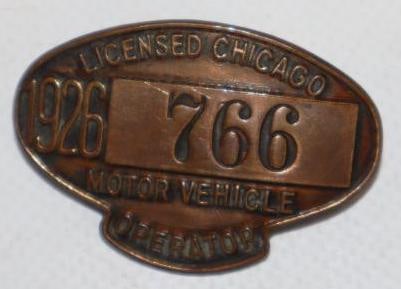 LICENSED CHICAGO
1926 766
MOTOR VEHICLE
OPERATOR